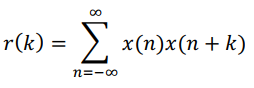 r(k) = ∑_{n=−∞}^{∞} x(n)x(n + k)